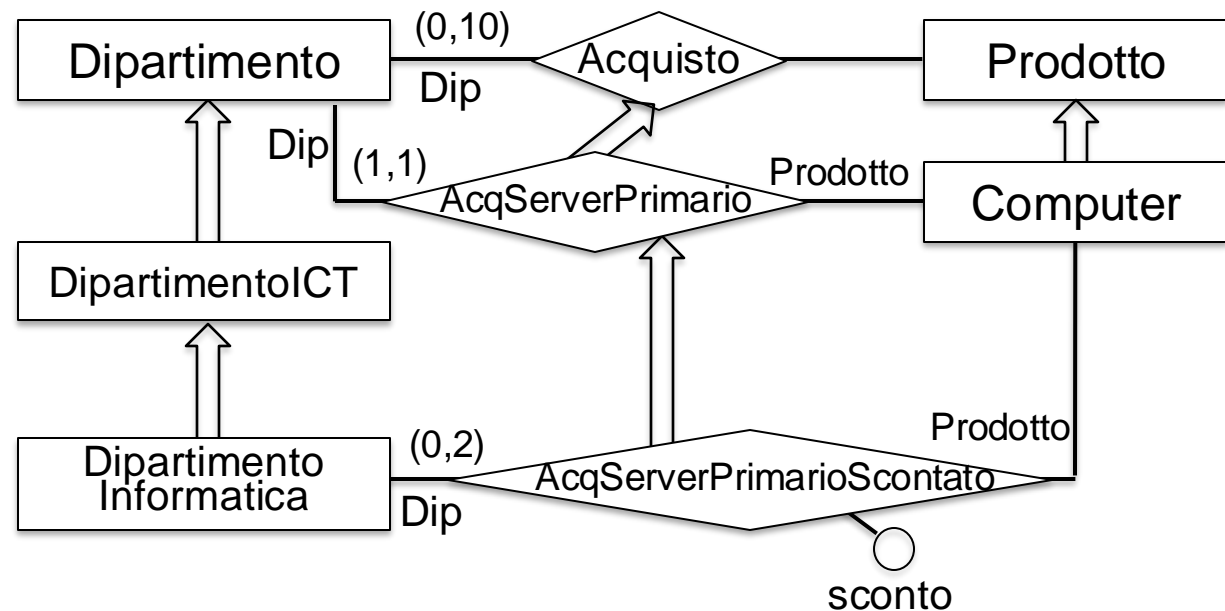 (0,10)
Dipartimento
Acquisto
Prodotto
Dip
Dip
(1,1)
Prodotto
AcqServerPrimario
Computer
DipartimentoICT
(0,2)
Prodotto
Dipartimento
Informatica
AcqServerPrimarioScontato
Dip
sconto